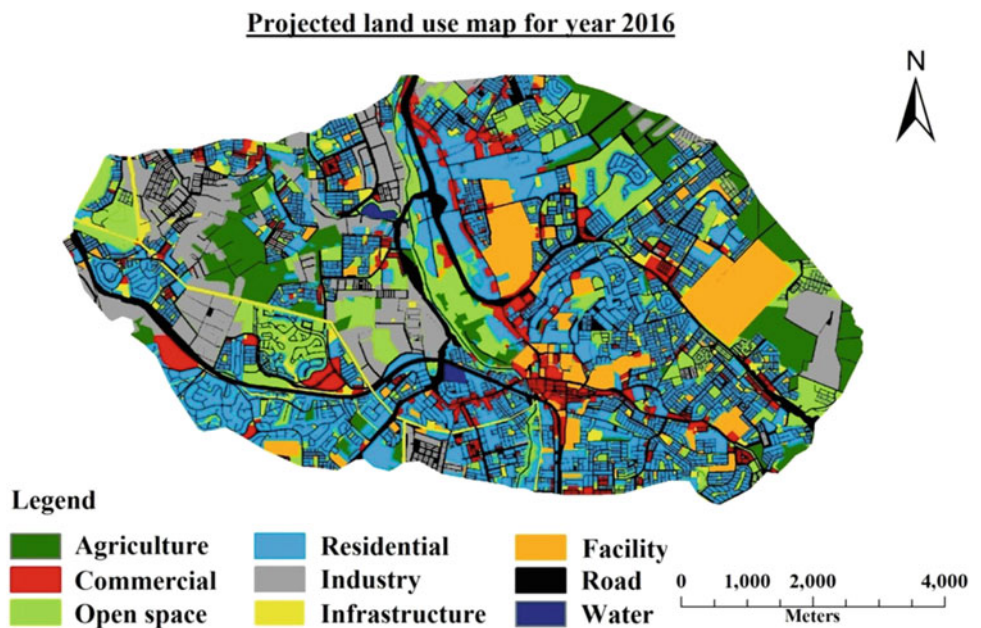 Projected land use map for year 2016
N
Legend
Agriculture Residential Facility
Commercial Industry Road
Open space Infrastructure Water
0 1,000 2,000 4,000
Meters